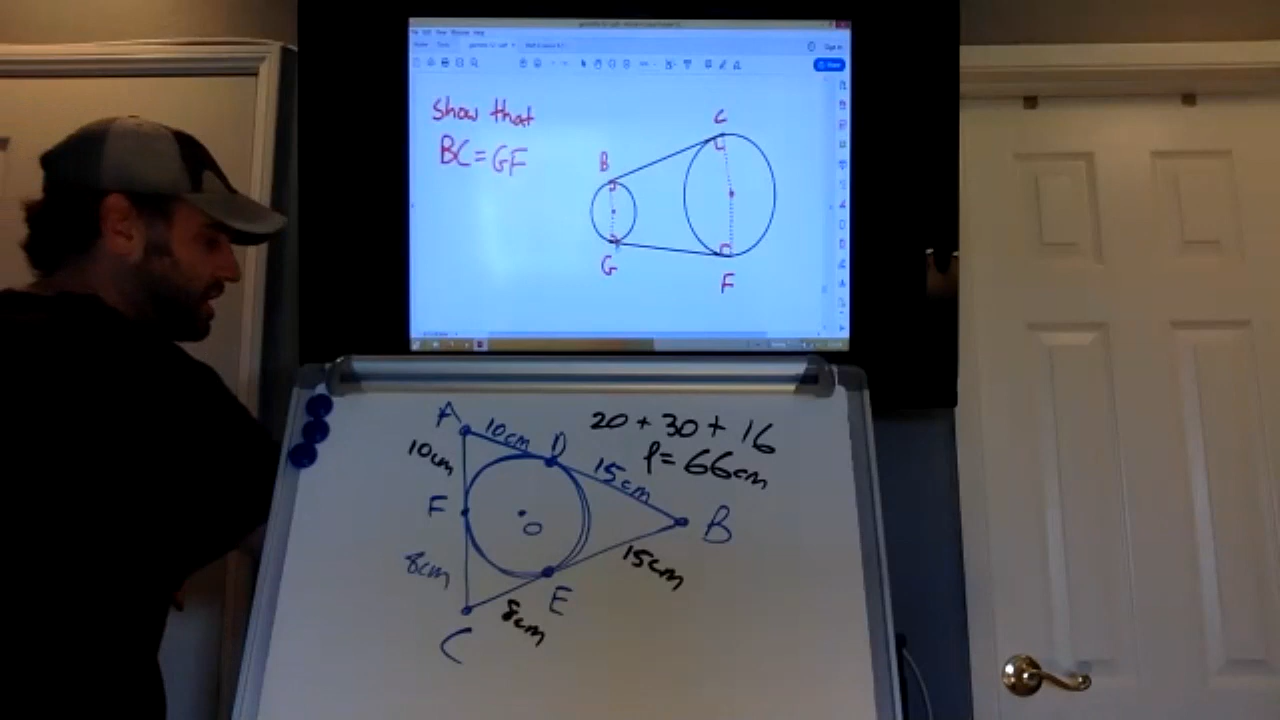 show that
BC=GF
C
B
G
F
A
10cm
D
20 + 30 + 16
10cm
15cm
P=66cm
F
O
B
8cm
15cm
E
8cm
C